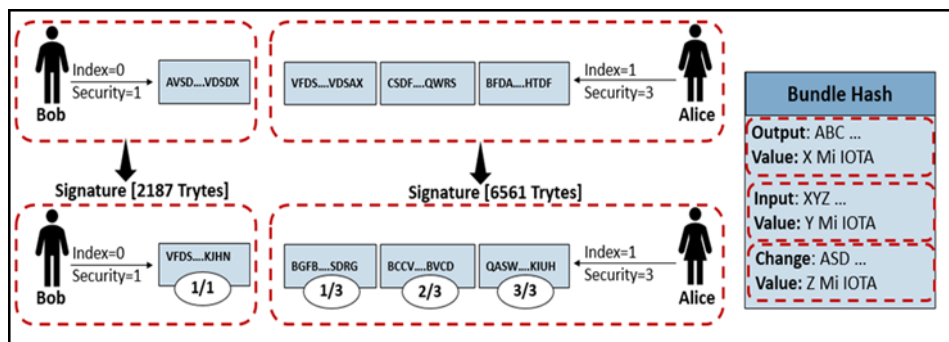 Index=0
Security=1
Bob
AVSD....VDSDX
VFDS....VDSAX
CSDF....QWRS
BFDA....HTDF
Index=1
Security=3
Alice
Signature [2187 Trytes]
Signature [6561 Trytes]
Index=0
Security=1
Bob
VFDS....KJHN
1/1
BGFB....SDRG
1/3
BCCV....BVCD
2/3
QASW....KIUH
3/3
Index=1
Security=3
Alice
Bundle Hash
Output: ABC ...
Value: X Mi IOTA
Input: XYZ ...
Value: Y Mi IOTA
Change: ASD ...
Value: Z Mi IOTA